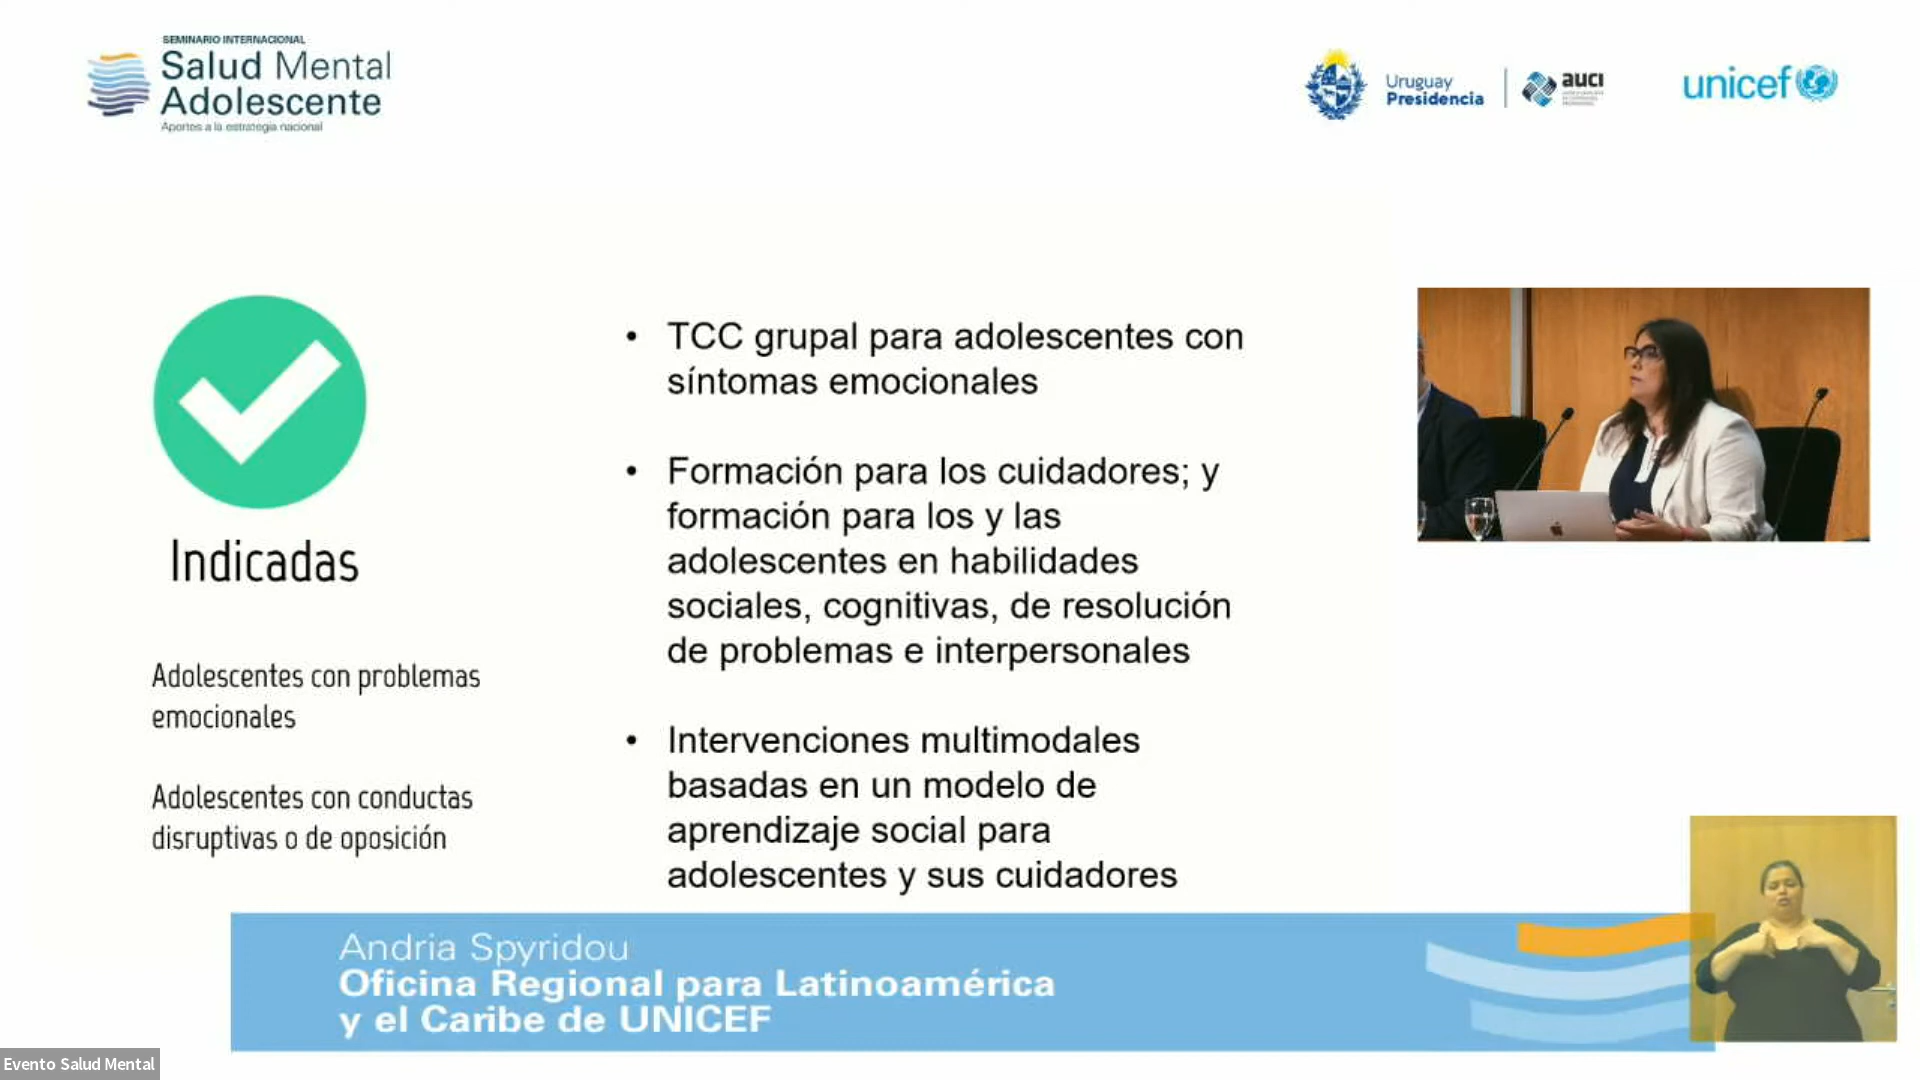 SEMINARIO INTERNACIONAL
Salud Mental
Adolescente
Aportes a la estrategia nacional
Uruguay
Presidencia
auci
unicef
Indicadas
Adolescentes con problemas
emocionales
Adolescentes con conductas
disruptivas o de oposición
• TCC grupal para adolescentes con
síntomas emocionales
• Formación para los cuidadores; y
formación para los y las
adolescentes en habilidades
sociales, cognitivas, de resolución
de problemas e interpersonales
• Intervenciones multimodales
basadas en un modelo de
aprendizaje social para
adolescentes y sus cuidadores
Andria Spyridou
Oficina Regional para Latinoamérica
y el Caribe de UNICEF
Evento Salud Mental